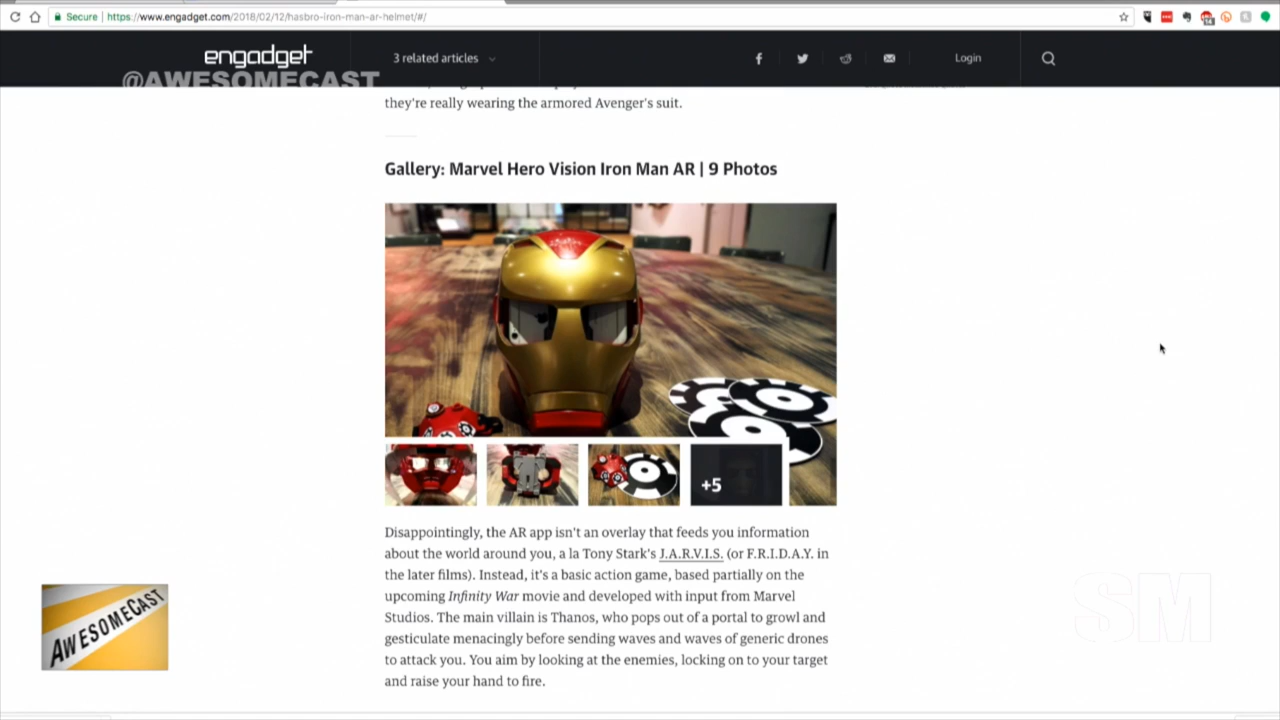 Secure | https://www.engadget.com/2018/02/12/hasbro-iron-man-ar-helmet/#/
14
engadget
3 related articles
Login
@AWESOMECAST
they're really wearing the armored Avenger's suit.
Gallery: Marvel Hero Vision Iron Man AR | 9 Photos
+5
Disappointingly, the AR app isn't an overlay that feeds you information
about the world around you, a la Tony Stark's J.A.R.V.I.S. (or F.R.I.D.A.Y. in
the later films). Instead, it's a basic action game, based partially on the
upcoming Infinity War movie and developed with input from Marvel
Studios. The main villain is Thanos, who pops out of a portal to growl and
gesticulate menacingly before sending waves and waves of generic drones
to attack you. You aim by looking at the enemies, locking on to your target
and raise your hand to fire.
AWESOMECAST
SM